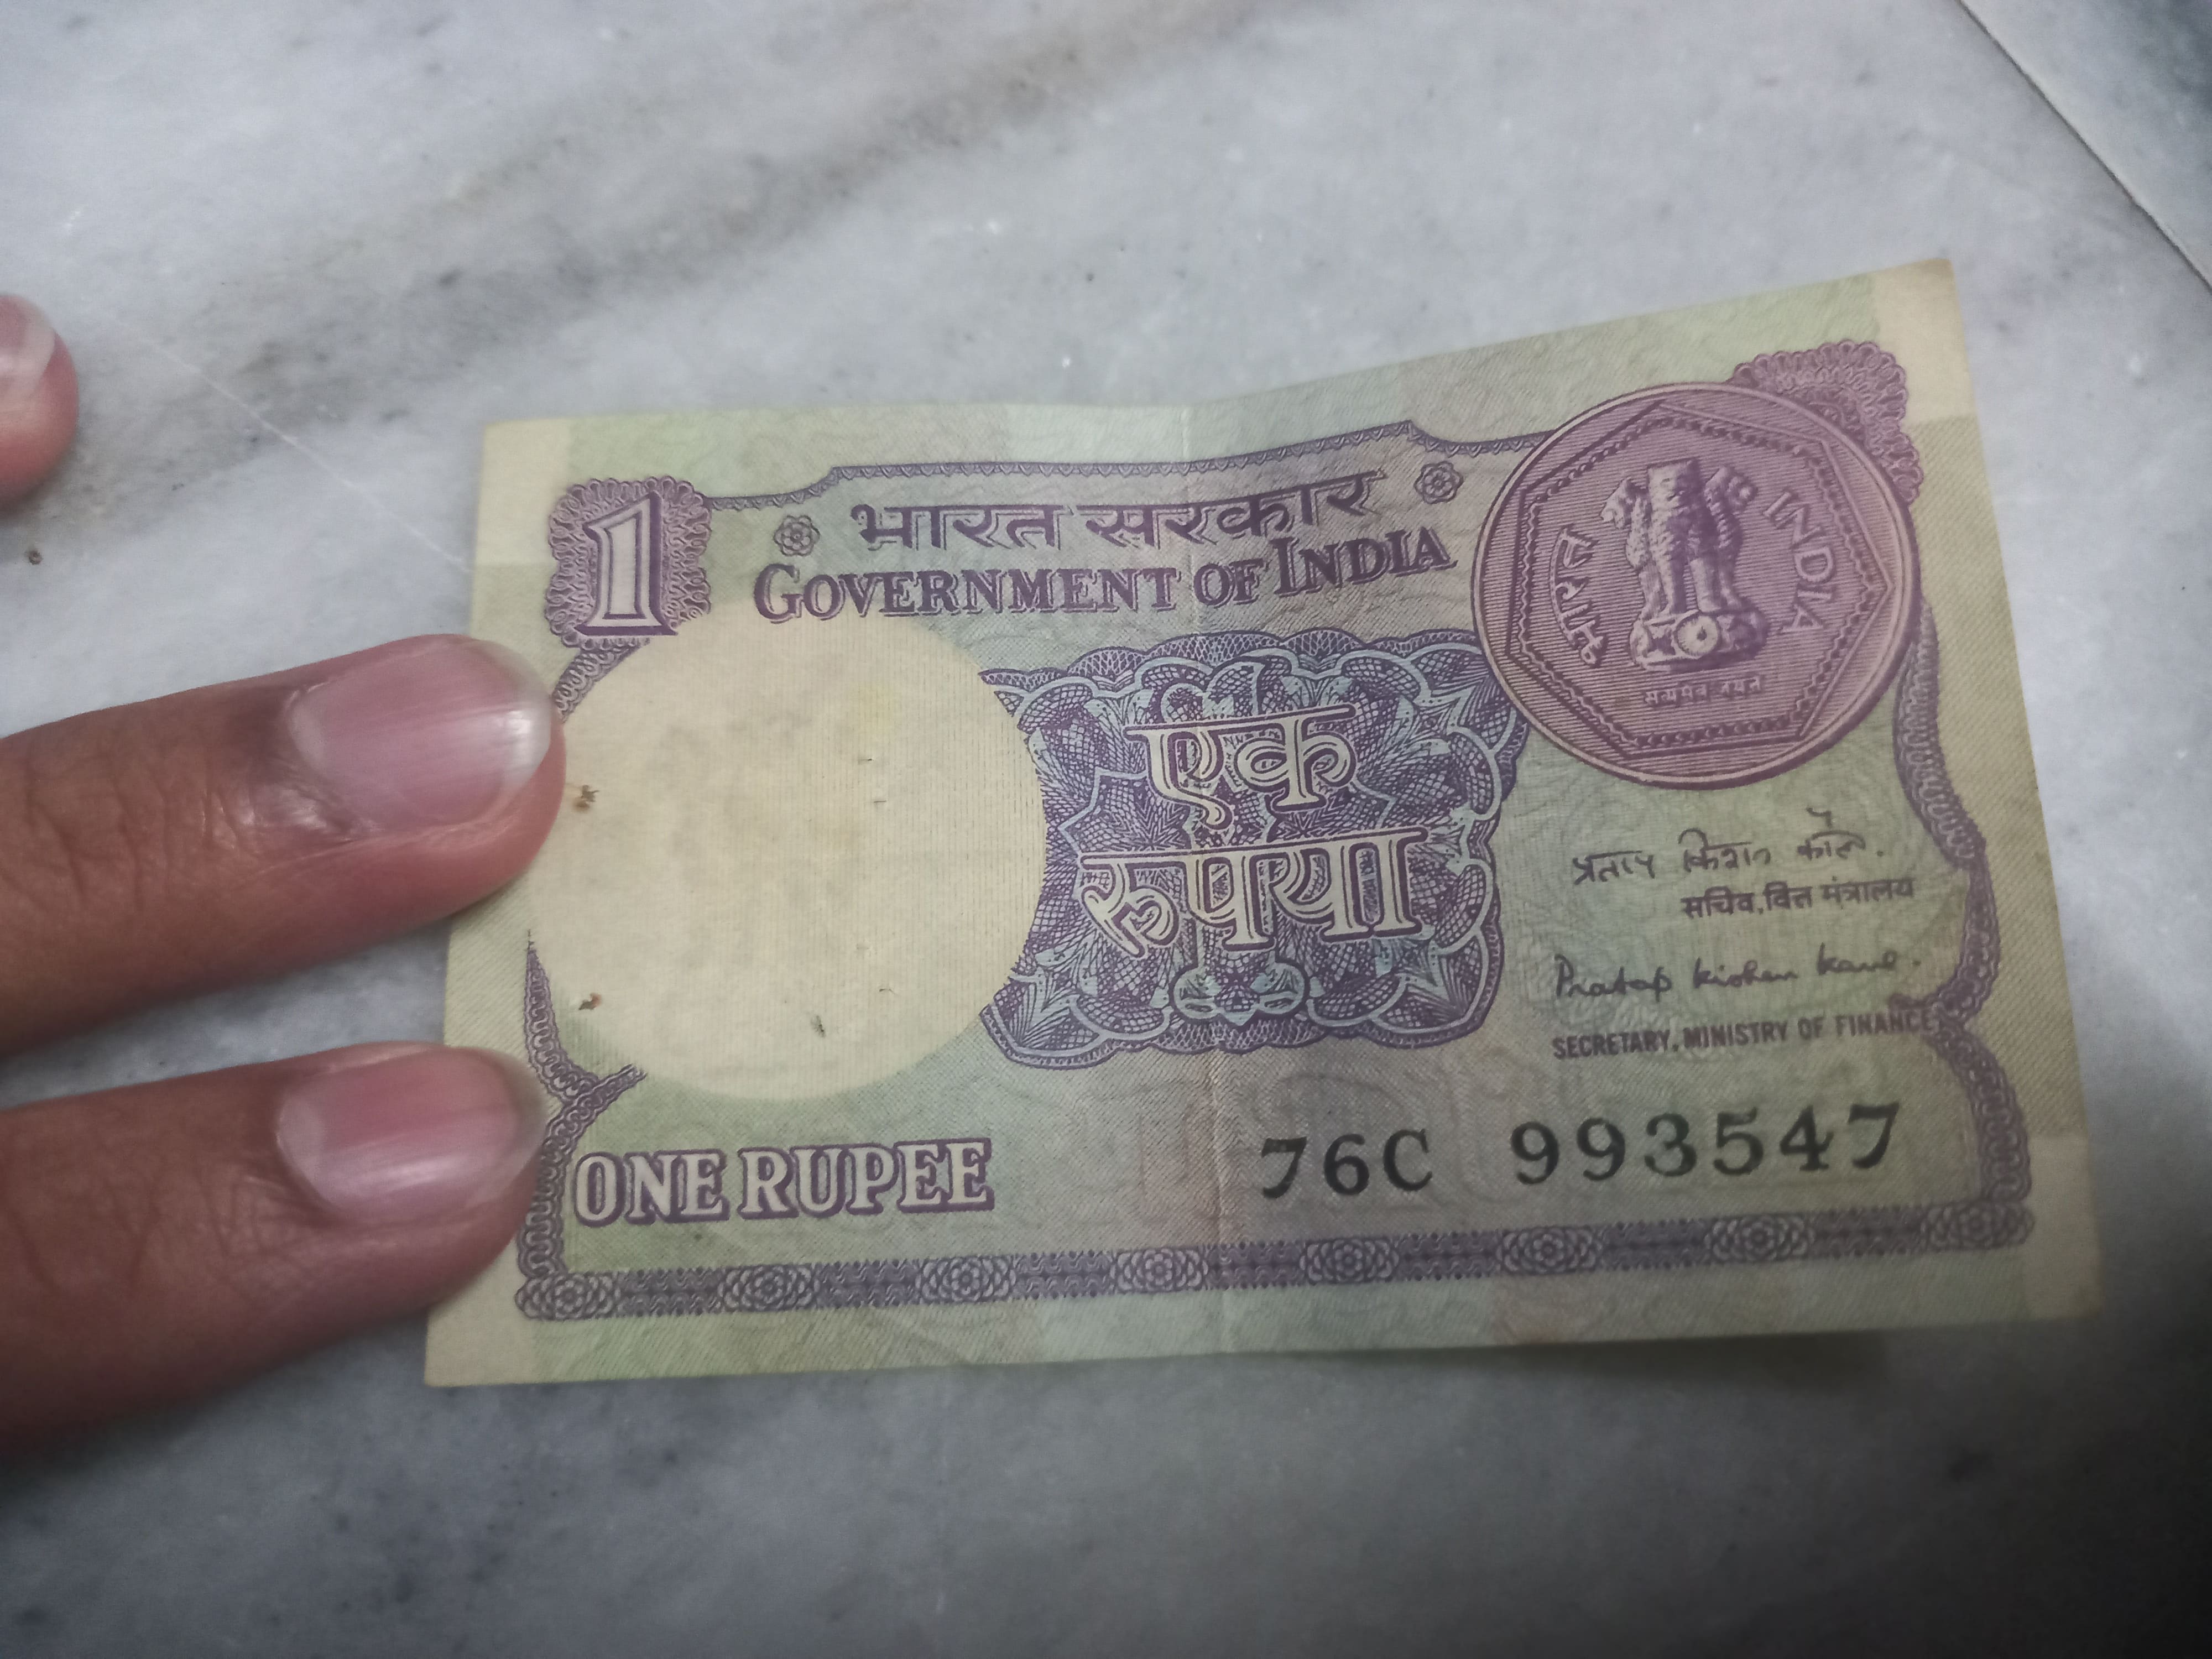 1
भारत सरकार
GOVERNMENT OF INDIA
भारत
INDIA
सत्यमेव जयते
एक
रुपया
प्रताप किशन कौल.
सचिव, वित्त मंत्रालय
Pratap Kishen Kaul.
SECRETARY, MINISTRY OF FINANCE
ONE RUPEE
76C 993547